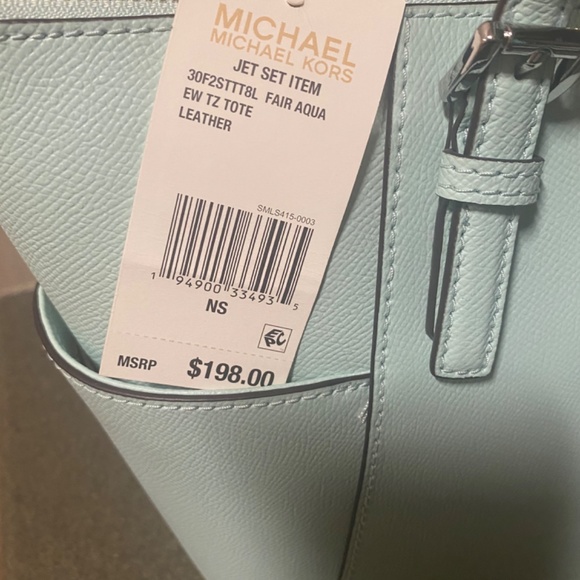 MICHAEL
MICHAEL KORS
JET SET ITEM
30F2STTT8L FAIR AQUA
EW TZ TOTE
LEATHER
SMLS415-0003
1 94900 33493 5
NS
MSRP $198.00